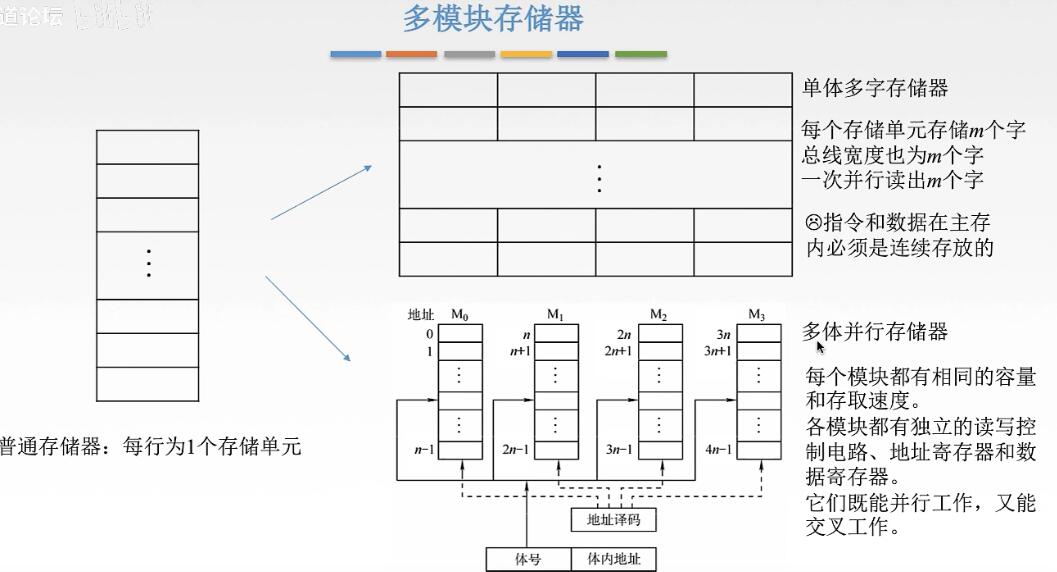 道论坛
多模块存储器
单体多字存储器
每个存储单元存储m个字
总线宽度也为m个字
一次并行读出m个字
☹指令和数据在主存
内必须是连续存放的
普通存储器：每行为1个存储单元
地址 M₀ M₁ M₂ M₃
0 n 2n 3n
1 n+1 2n+1 3n+1
n−1 2n−1 3n−1 4n−1
地址译码
体号 体内地址
多体并行存储器
每个模块都有相同的容量
和存取速度。
各模块都有独立的读写控
制电路、地址寄存器和数
据寄存器。
它们既能并行工作，又能
交叉工作。